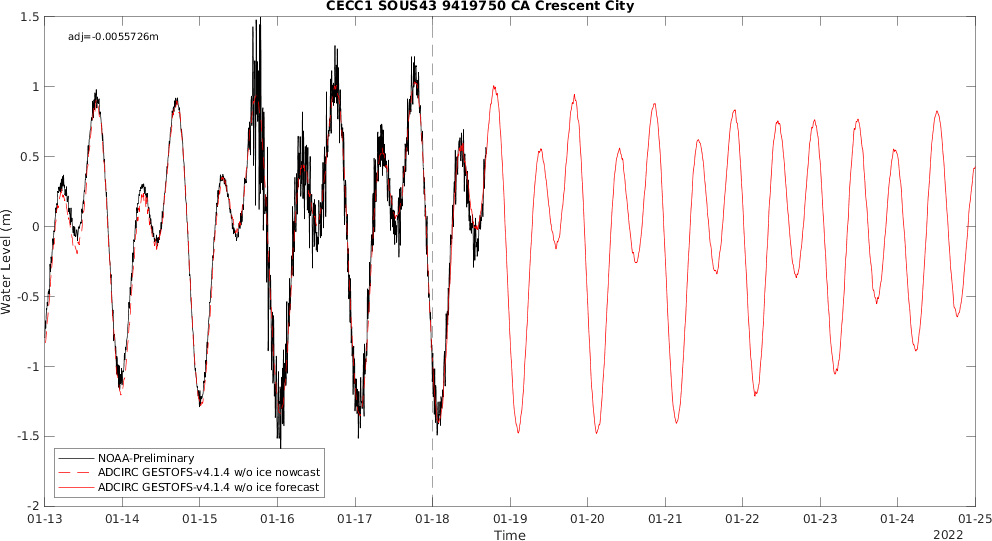 CECC1 SOUS43 9419750 CA Crescent City
adj=-0.0055726m
Water Level (m)
1.5
1
0.5
0
-0.5
-1
-1.5
-2
NOAA-Preliminary
ADCIRC GESTOFS-v4.1.4 w/o ice nowcast
ADCIRC GESTOFS-v4.1.4 w/o ice forecast
01-13 01-14 01-15 01-16 01-17 01-18 01-19 01-20 01-21 01-22 01-23 01-24 01-25
Time
2022